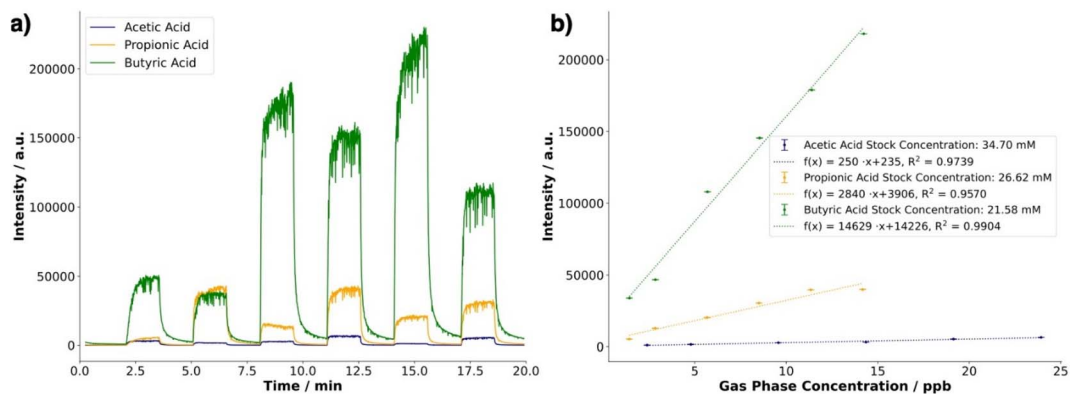 a)
Acetic Acid
Propionic Acid
Butyric Acid
Intensity / a.u.
200000
150000
100000
50000
0
0.0 2.5 5.0 7.5 10.0 12.5 15.0 17.5 20.0
Time / min
b)
Intensity / a.u.
200000
150000
100000
50000
0
Acetic Acid Stock Concentration: 34.70 mM
f(x) = 250 ·x+235, R² = 0.9739
Propionic Acid Stock Concentration: 26.62 mM
f(x) = 2840 ·x+3906, R² = 0.9570
Butyric Acid Stock Concentration: 21.58 mM
f(x) = 14629 ·x+14226, R² = 0.9904
5 10 15 20 25
Gas Phase Concentration / ppb